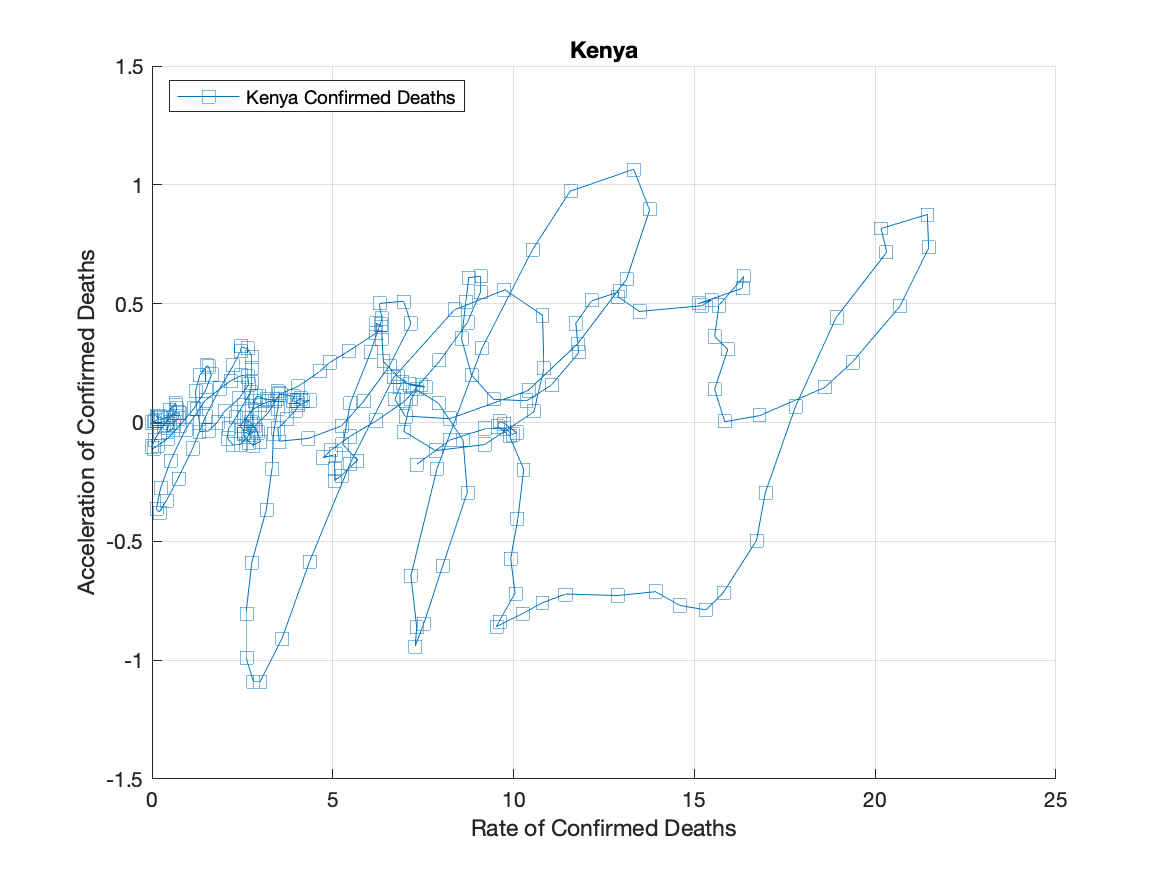 Kenya
1.5
Kenya Confirmed Deaths
1
0.5
0
-0.5
-1
-1.5
Acceleration of Confirmed Deaths
0 5 10 15 20 25
Rate of Confirmed Deaths